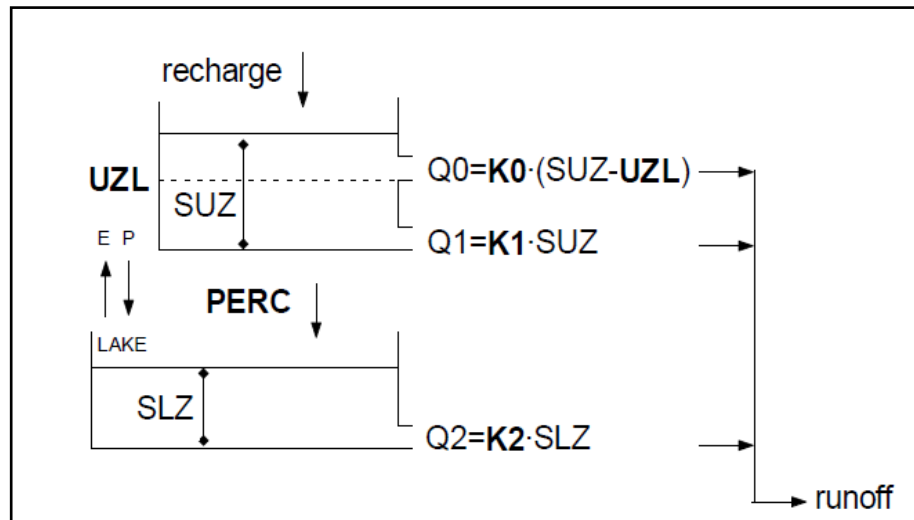 recharge
Q0=K0·(SUZ-UZL)
UZL
SUZ
E P
Q1=K1·SUZ
PERC
LAKE
SLZ
Q2=K2·SLZ
runoff